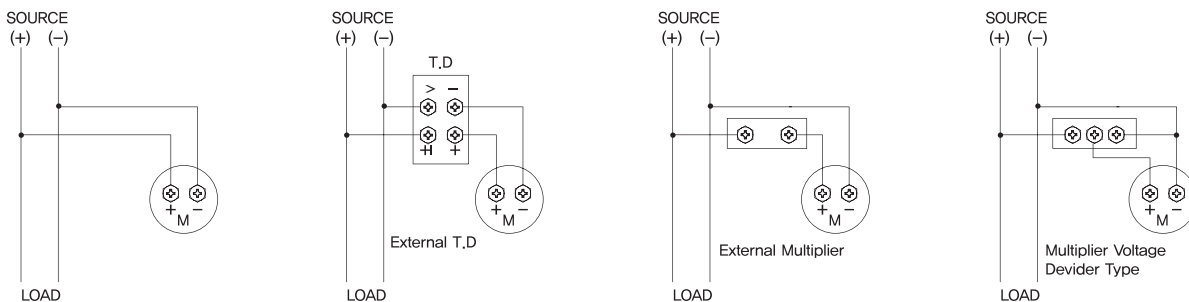 SOURCE
(+) (−)
+ −
M
LOAD
SOURCE
(+) (−)
T.D
> −
+
+ −
M
External T.D
LOAD
SOURCE
(+) (−)
+ −
M
External Multiplier
LOAD
SOURCE
(+) (−)
+ −
M
Multiplier Voltage
Devider Type
LOAD